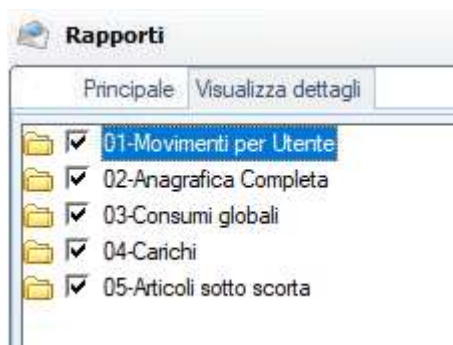 Rapporti
Principale Visualizza dettagli
01-Movimenti per Utente
02-Anagrafica Completa
03-Consumi globali
04-Carichi
05-Articoli sotto scorta